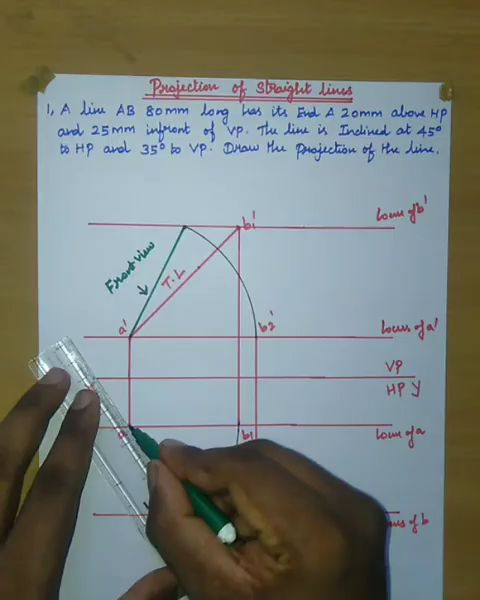 Projection of Straight lines
1, A line AB 80mm long has its End A 20mm above HP
and 25mm infront of VP. The line is Inclined at 45°
to HP and 35° to VP. Draw the Projection of the line.
locus of b'
b1'
Front view
T.L
a'
b2'
locus of a'
VP
HP y
a
b1
locus of a
of b